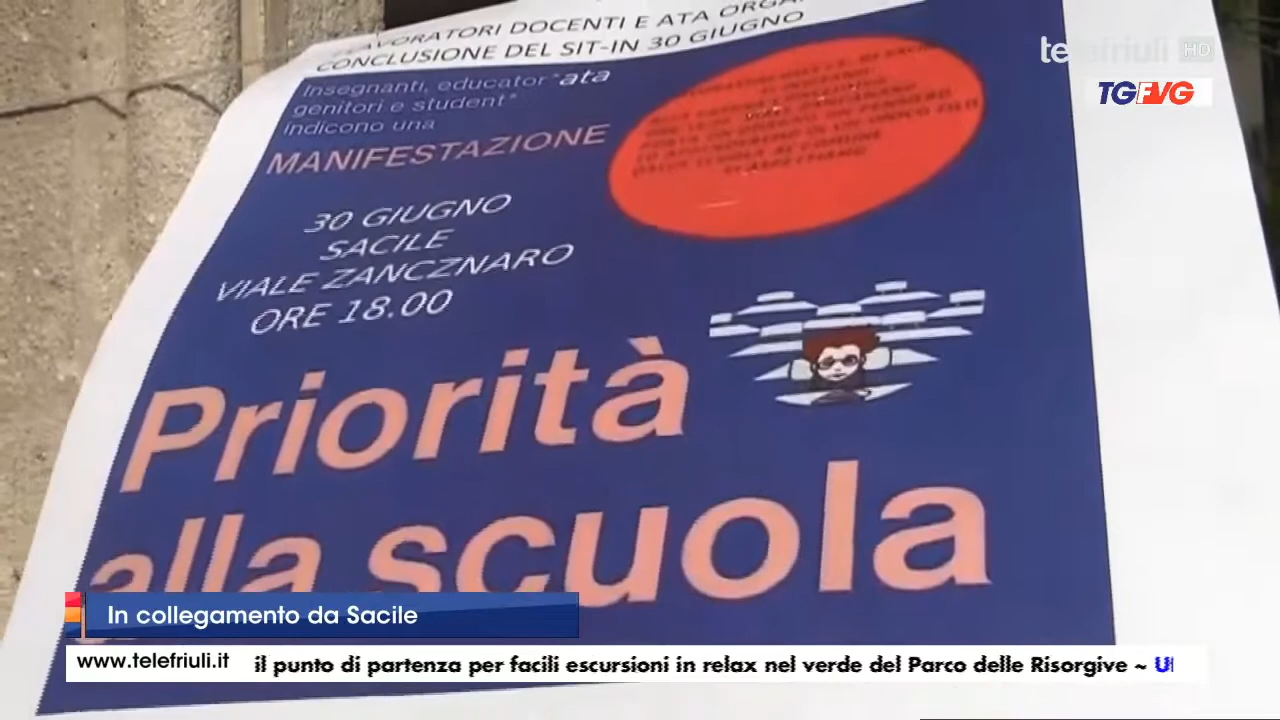 LAVORATORI DOCENTI E ATA
CONCLUSIONE DEL SIT-IN 30 GIUGNO
Insegnanti, educator* ata
genitori e student*
indicono una
MANIFESTAZIONE
30 GIUGNO
SACILE
VIALE ZANCZNARO
ORE 18.00
Priorità
alla scuola
telefriuli HD
TGFVG
In collegamento da Sacile
www.telefriuli.it
il punto di partenza per facili escursioni in relax nel verde del Parco delle Risorgive ~